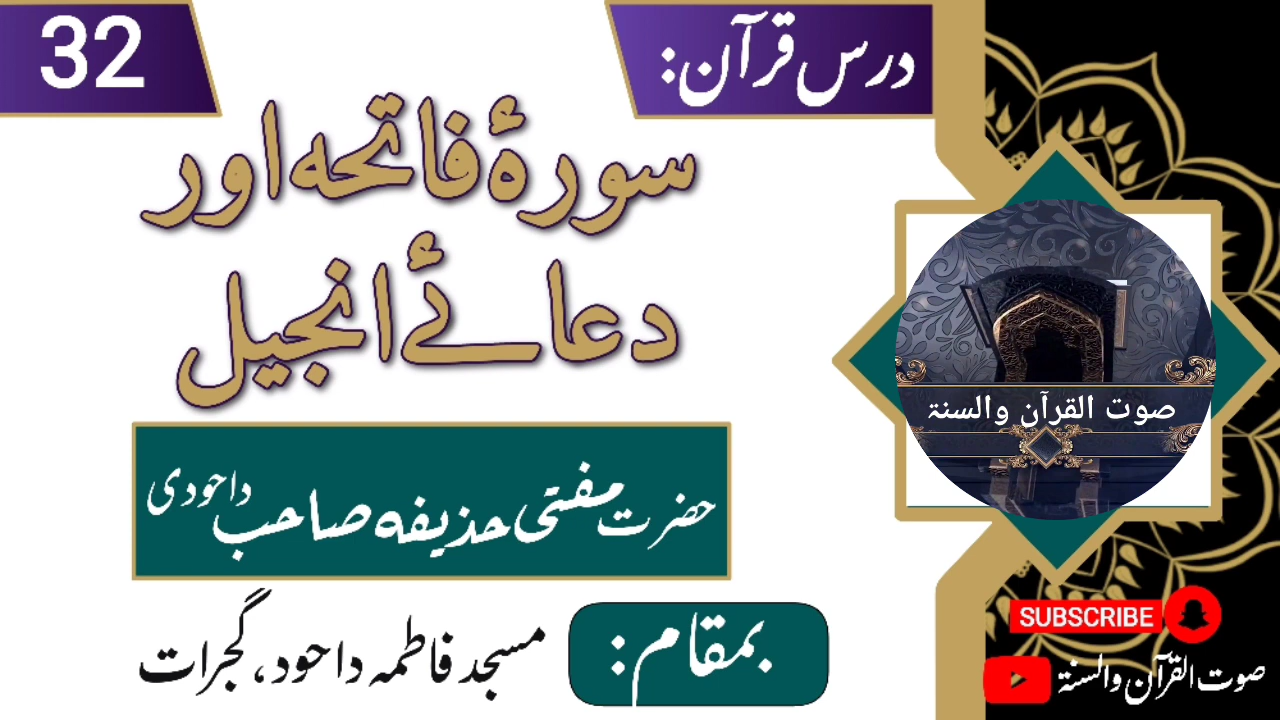 درس قرآن:
32
سورۂ فاتحہ اور
دعائے انجیل
حضرت مفتی حذیفہ صاحب داحودی
بمقام:
مسجد فاطمہ داحود، گجرات
صوت القرآن والسنة
SUBSCRIBE
صوت القرآن والسنة